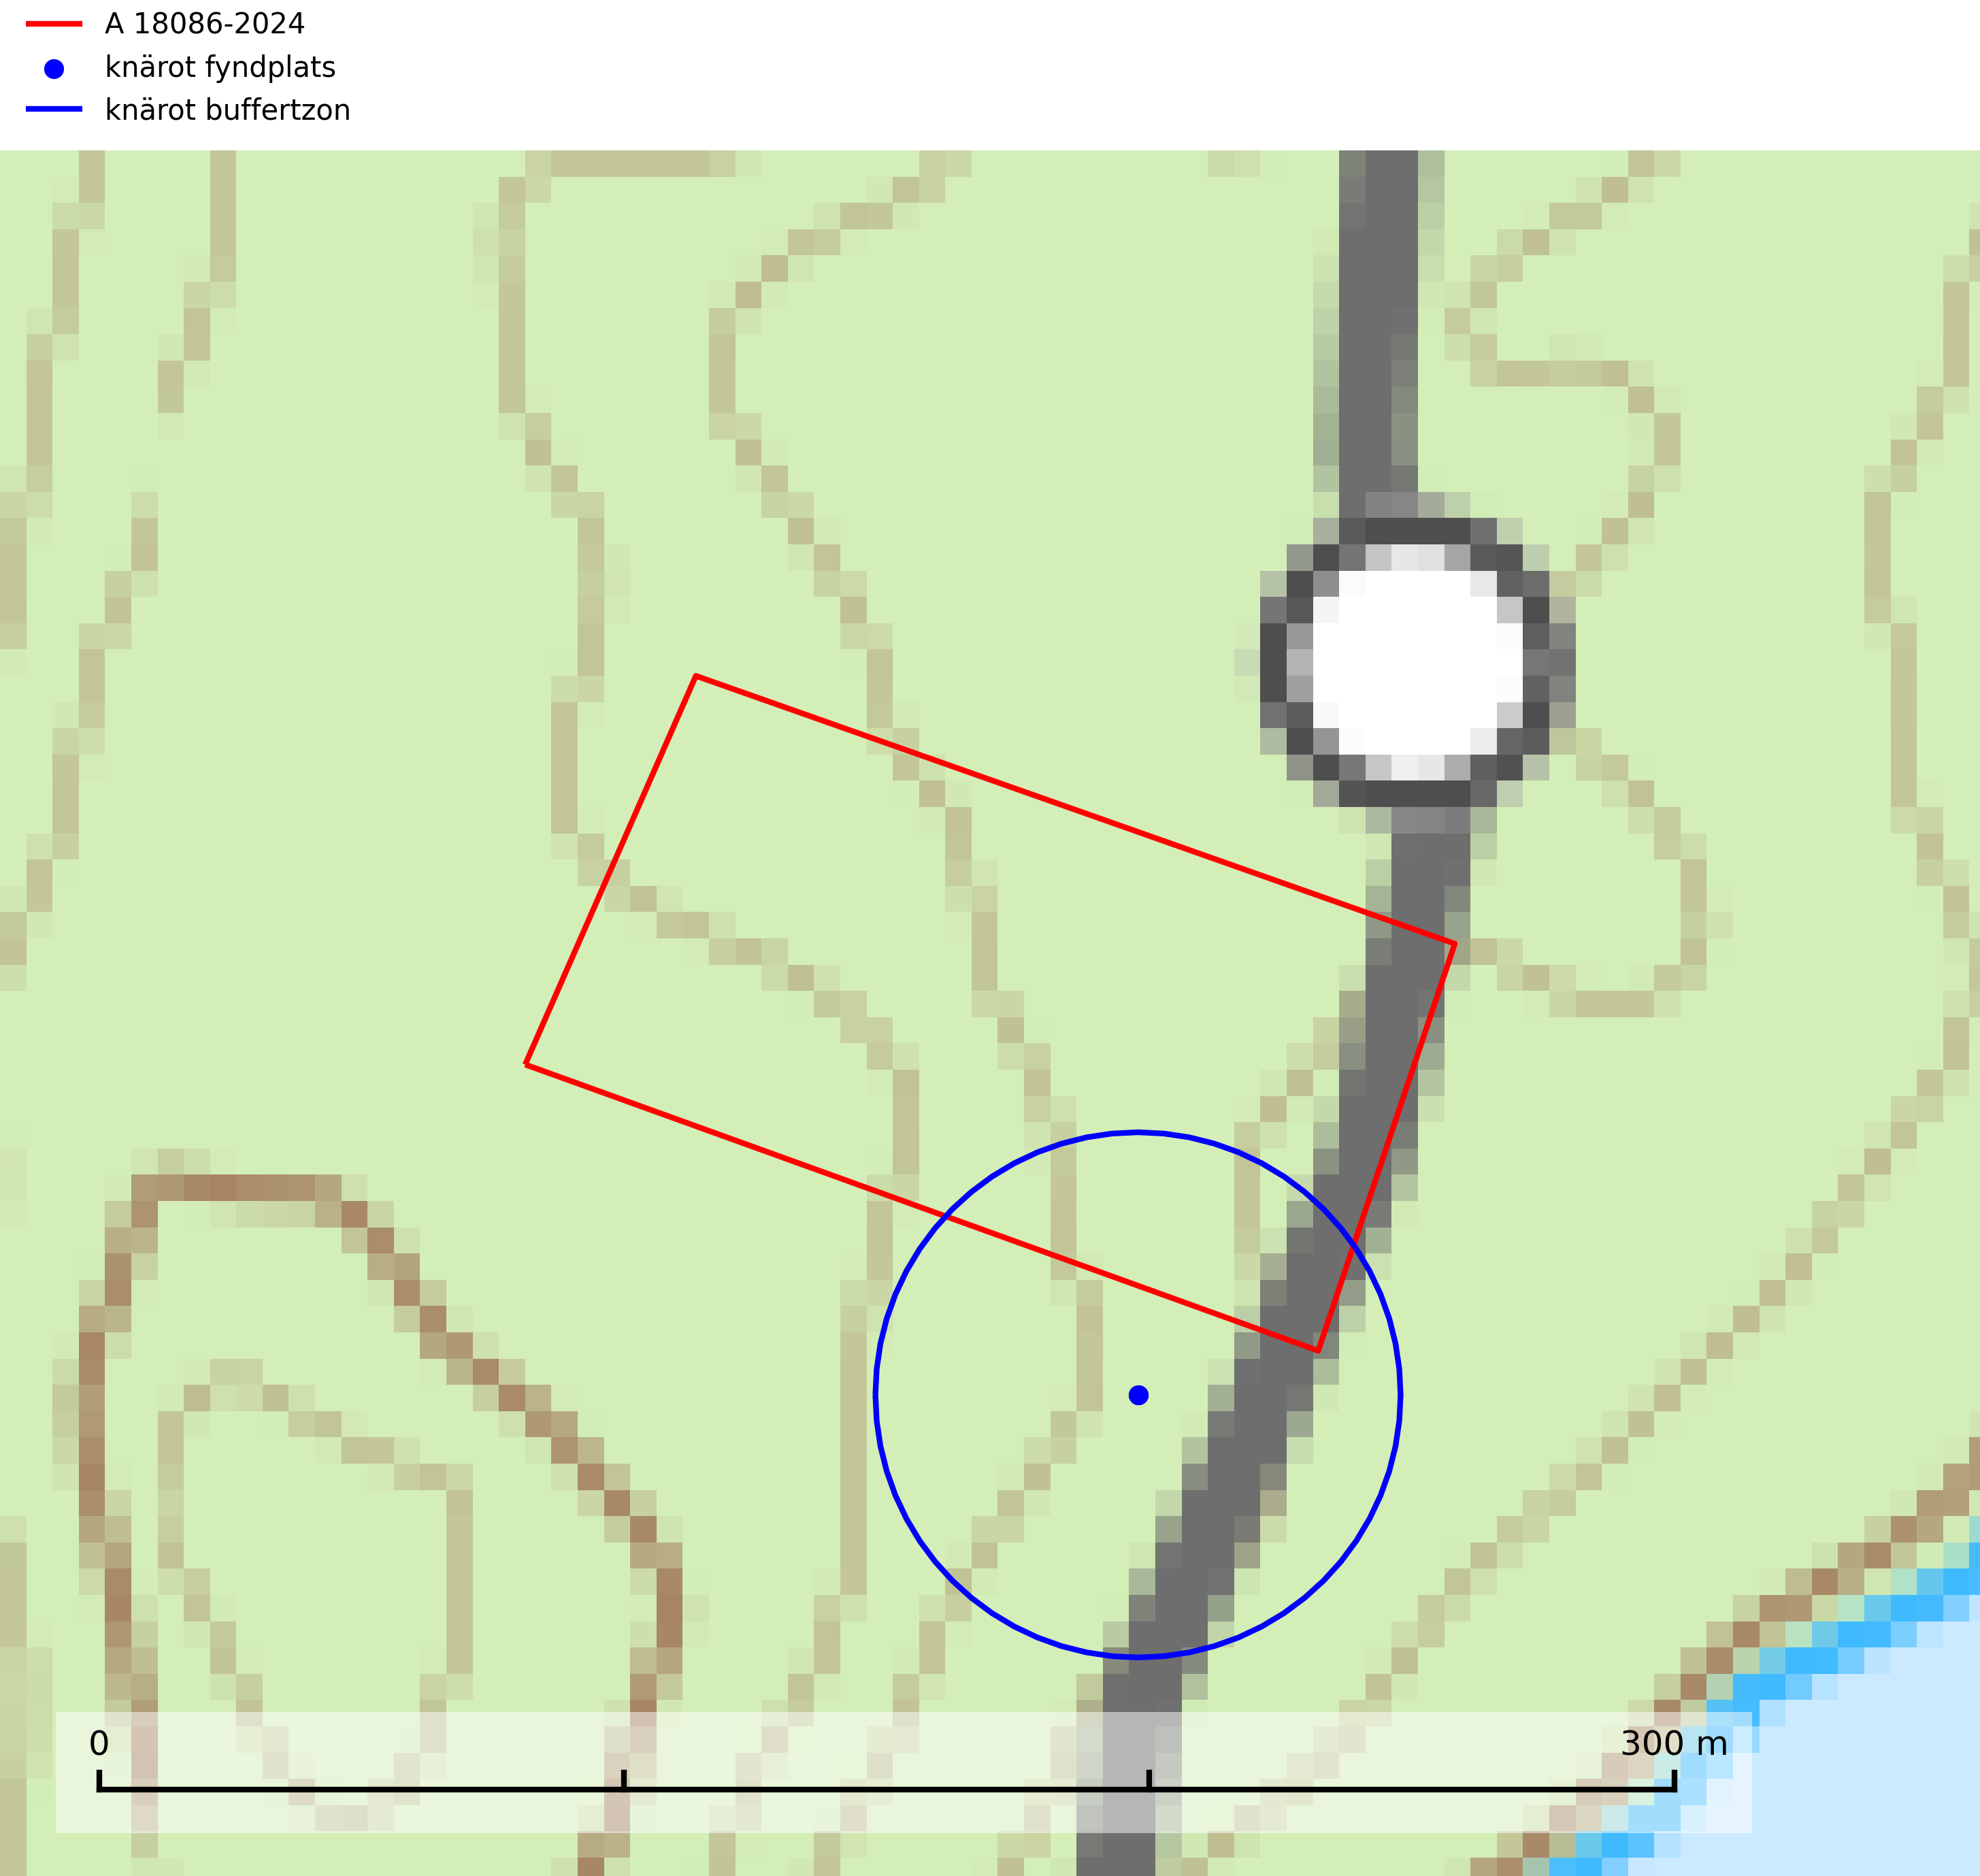 A 18086-2024
knärot fyndplats
knärot buffertzon
0 300 m